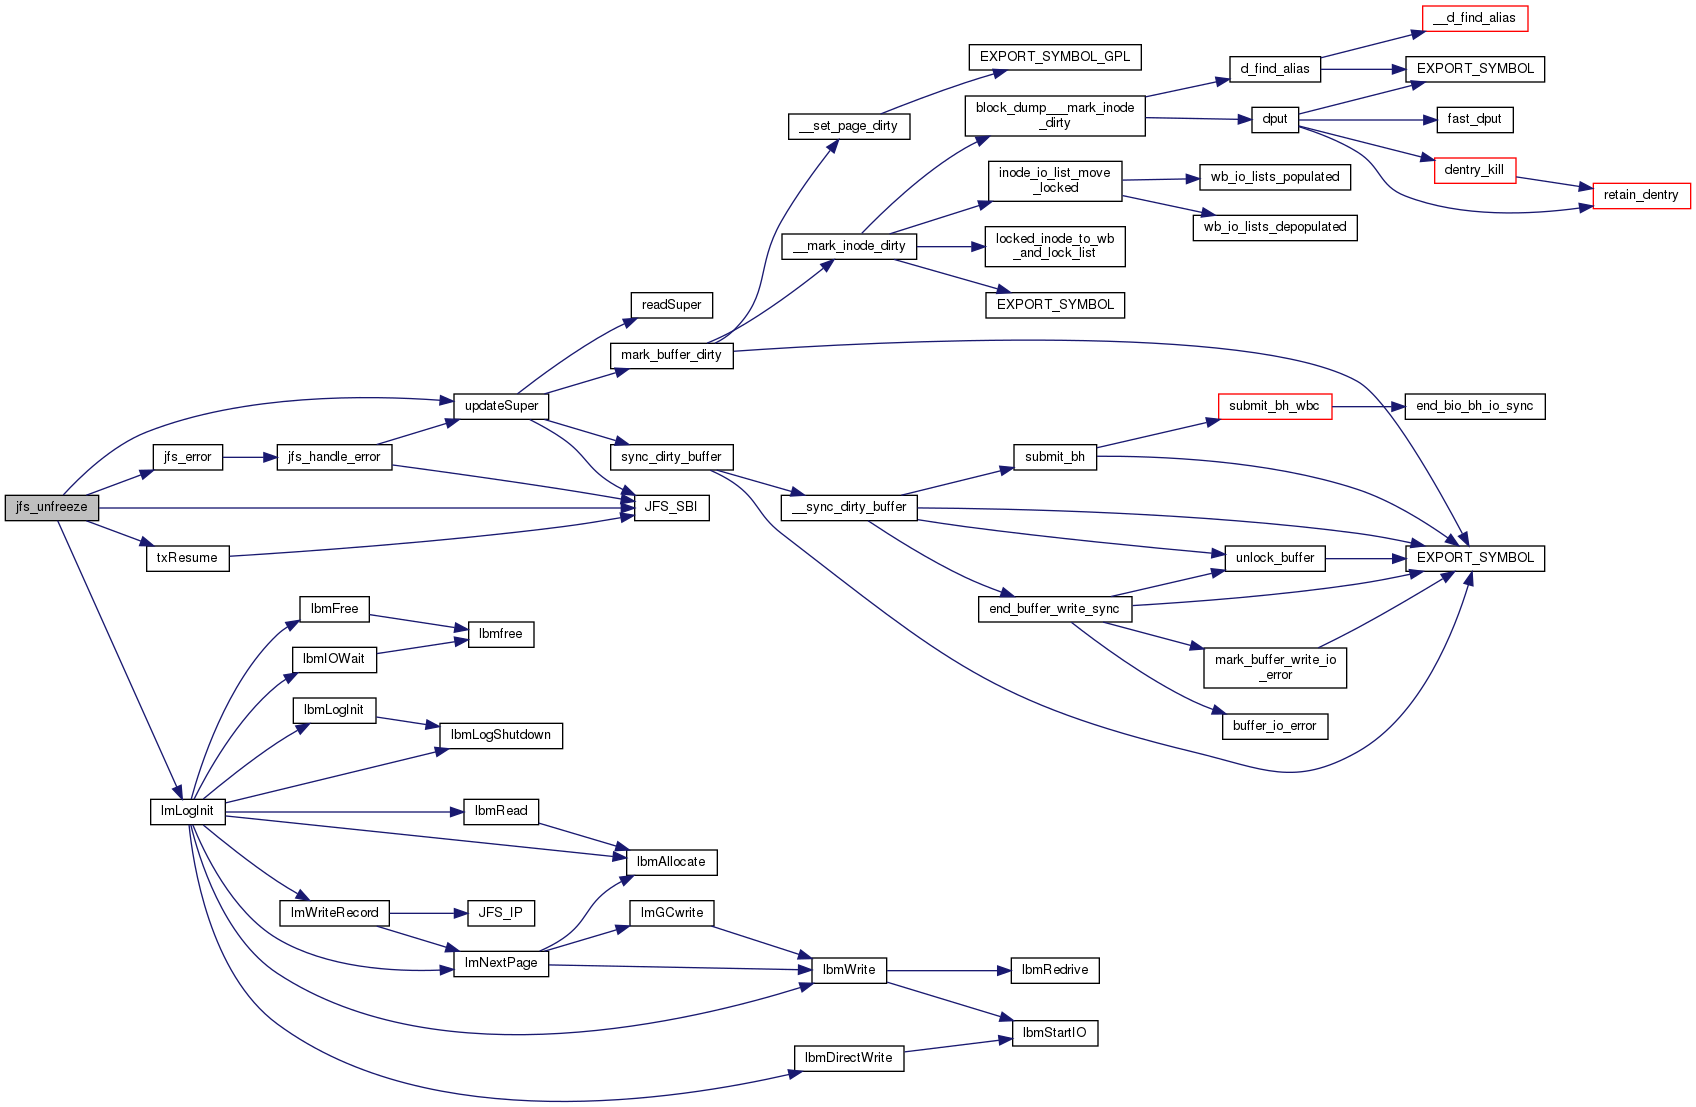 __d_find_alias
EXPORT_SYMBOL_GPL
d_find_alias
EXPORT_SYMBOL
block_dump___mark_inode
_dirty
dput
fast_dput
__set_page_dirty
dentry_kill
inode_io_list_move
_locked
wb_io_lists_populated
retain_dentry
wb_io_lists_depopulated
__mark_inode_dirty
locked_inode_to_wb
_and_lock_list
readSuper
EXPORT_SYMBOL
mark_buffer_dirty
updateSuper
submit_bh_wbc
end_bio_bh_io_sync
jfs_error
jfs_handle_error
sync_dirty_buffer
submit_bh
jfs_unfreeze
JFS_SBI
__sync_dirty_buffer
txResume
unlock_buffer
EXPORT_SYMBOL
lbmFree
end_buffer_write_sync
lbmfree
lbmIOWait
mark_buffer_write_io
_error
lbmLogInit
lbmLogShutdown
buffer_io_error
lmLogInit
lbmRead
lbmAllocate
lmWriteRecord
JFS_IP
lmGCwrite
lmNextPage
lbmWrite
lbmRedrive
lbmStartIO
lbmDirectWrite